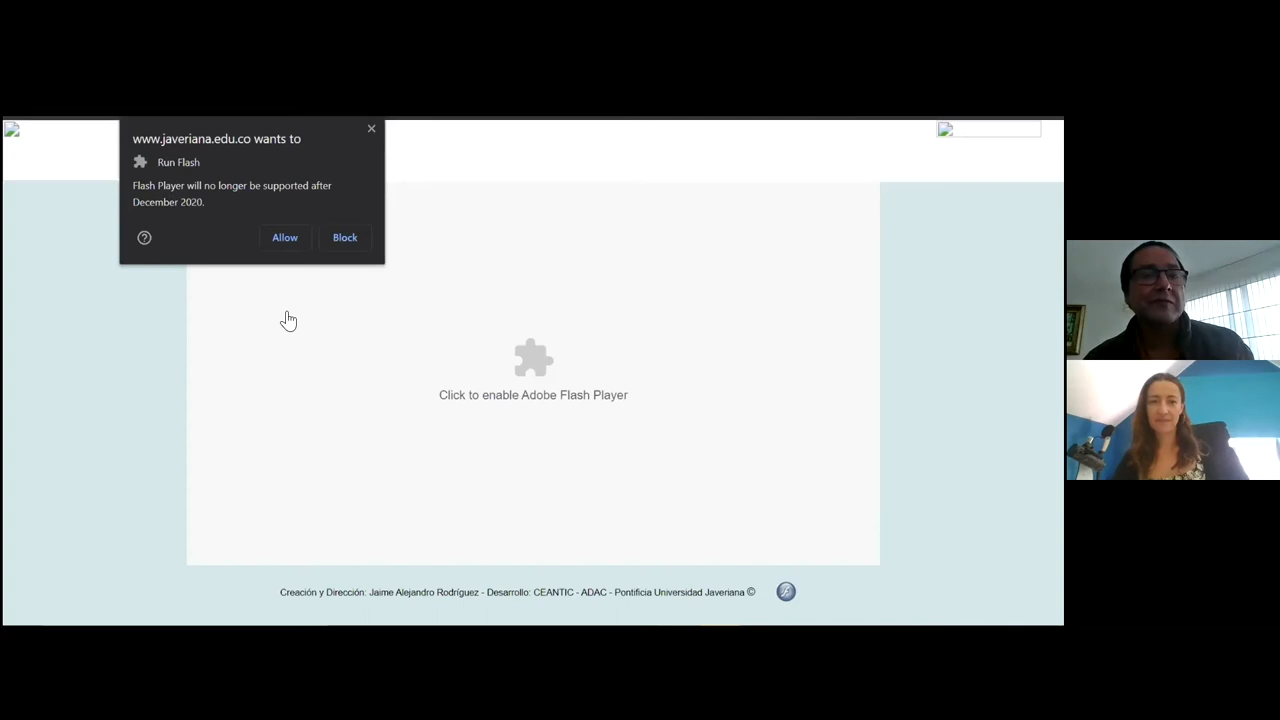 www.javeriana.edu.co wants to
Run Flash
Flash Player will no longer be supported after
December 2020.
Allow
Block
Click to enable Adobe Flash Player
Creación y Dirección: Jaime Alejandro Rodríguez - Desarrollo: CEANTIC - ADAC - Pontificia Universidad Javeriana ©